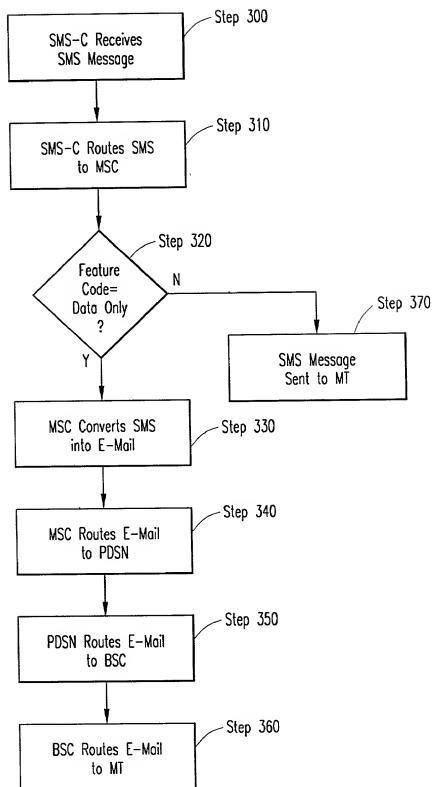 Step 300
SMS-C Receives
SMS Message
Step 310
SMS-C Routes SMS
to MSC
Step 320
Feature
Code=
Data Only
?
N
Y
Step 370
SMS Message
Sent to MT
MSC Converts SMS
into E-Mail
Step 330
MSC Routes E-Mail
to PDSN
Step 340
PDSN Routes E-Mail
to BSC
Step 350
BSC Routes E-Mail
to MT
Step 360